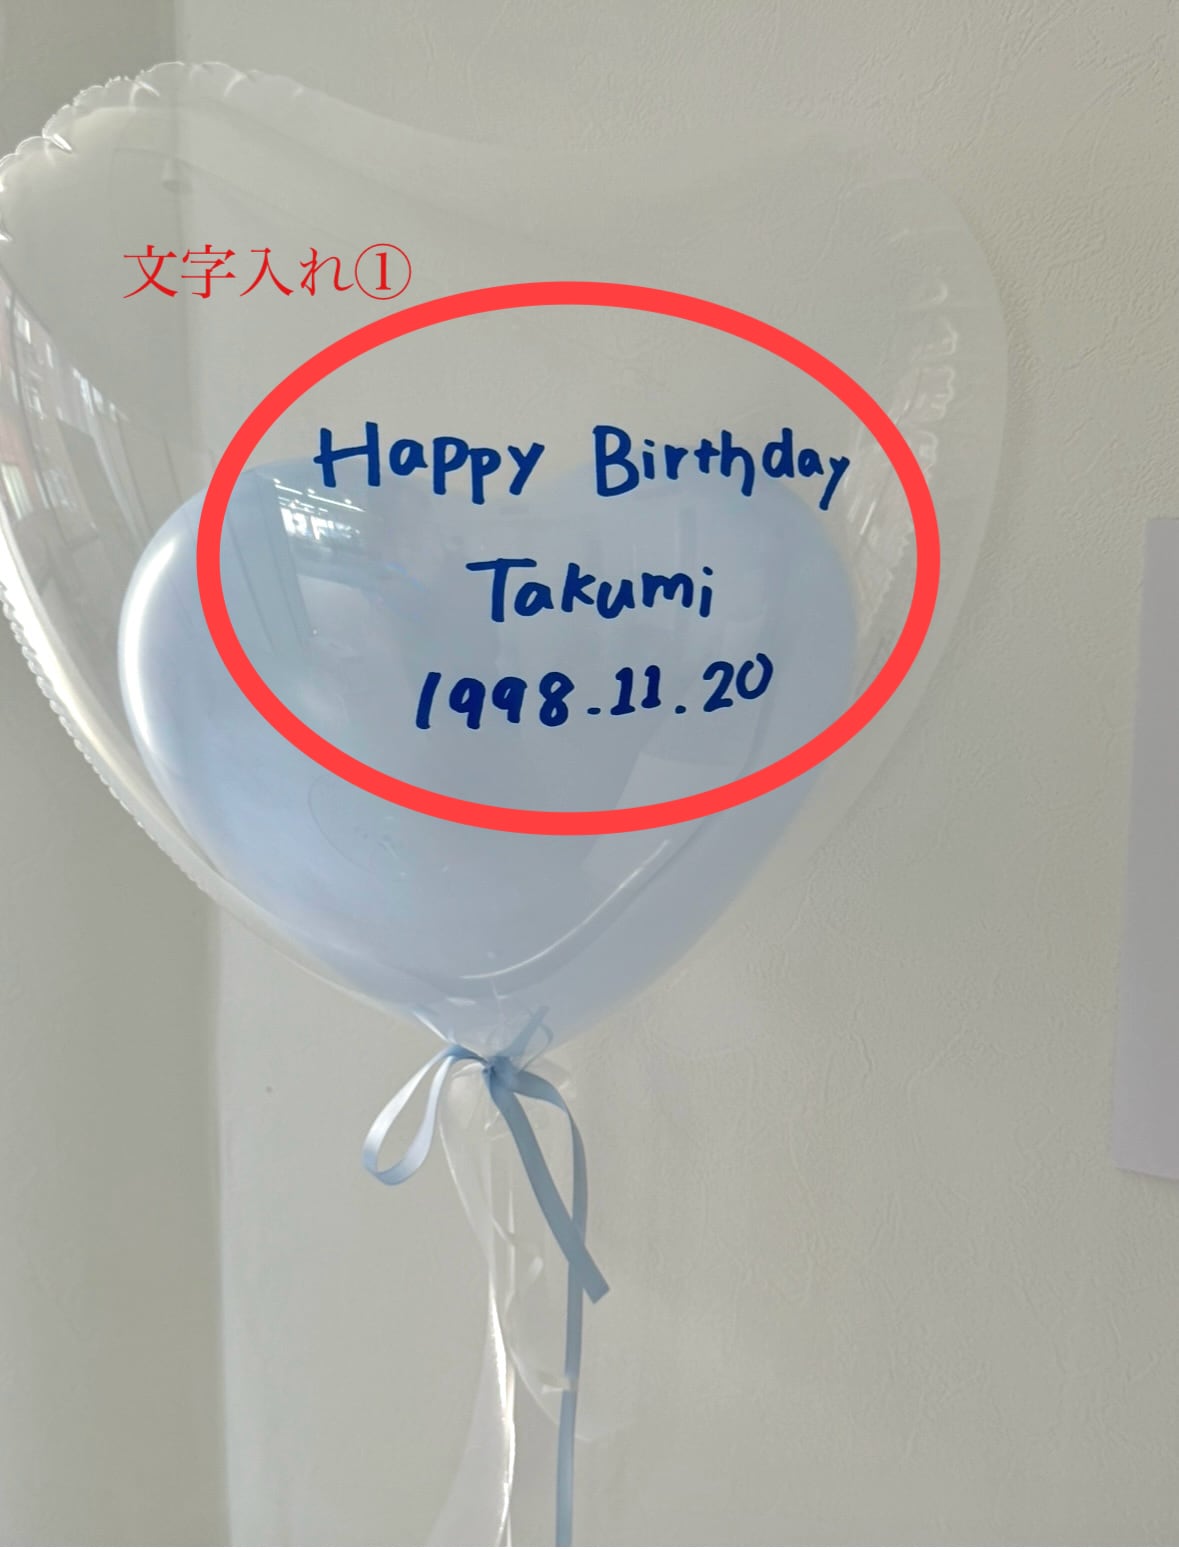 文字入れ①
Happy Birthday
Takumi
1998.11.20